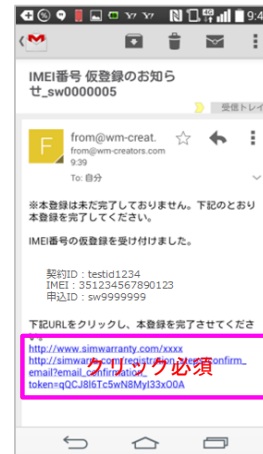 9:4
IMEI番号 仮登録のお知ら
せ_sw0000005
受信トレイ
F
from@wm-creat.
from@wm-creators.com
9:39
To: 自分
※本登録は未だ完了しておりません。下記のとおり
本登録を完了してください。
IMEI番号の仮登録を受け付けました。
契約ID：testid1234
IMEI：351234567890123
申込ID：sw9999999
下記URLをクリックし、本登録を完了させてくださ
い。
http://www.simwarranty.com/xxxx
http://simwarranty.com/registration_steps/confirm_
email?email_confirmation_
token=qQCJ8I6Tc5wN8MyI33xO0A
クリック必須